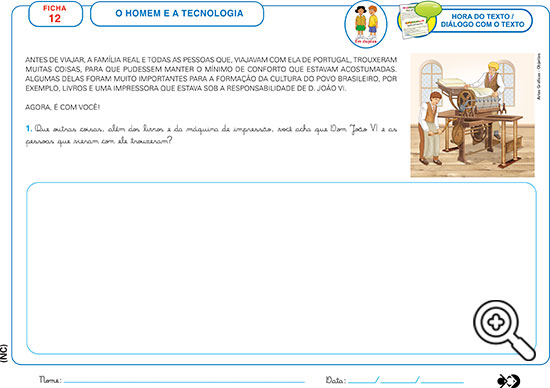 FICHA
12
O HOMEM E A TECNOLOGIA
Em duplas
HORA DO TEXTO /
DIÁLOGO COM O TEXTO
ANTES DE VIAJAR, A FAMÍLIA REAL E TODAS AS PESSOAS QUE, VIAJAVAM COM ELA DE PORTUGAL, TROUXERAM
MUITAS COISAS, PARA QUE PUDESSEM MANTER O MÍNIMO DE CONFORTO QUE ESTAVAM ACOSTUMADAS.
ALGUMAS DELAS FORAM MUITO IMPORTANTES PARA A FORMAÇÃO DA CULTURA DO POVO BRASILEIRO, POR
EXEMPLO, LIVROS E UMA IMPRESSORA QUE ESTAVA SOB A RESPONSABILIDADE DE D. JOÃO VI.
AGORA, É COM VOCÊ!
1. Que outras coisas, além dos livros e da máquina de impressão, você acha que Dom João VI e as
pessoas que vieram com ele trouxeram?
Artes Gráficas - Objetivo
(NC)
Nome:
Data: / /